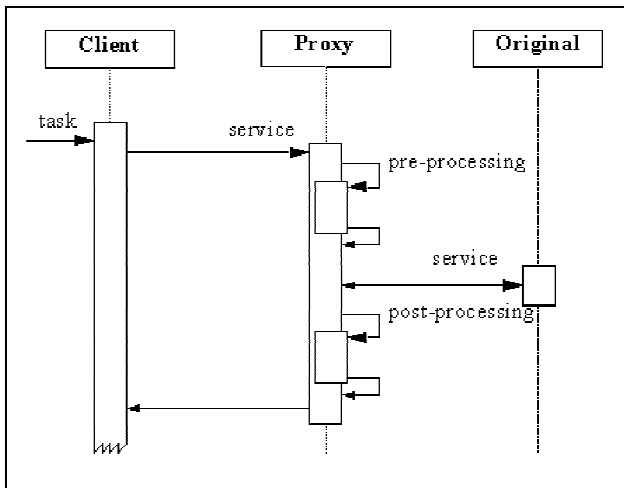 Client
Proxy
Original
task
service
pre-processing
service
post-processing